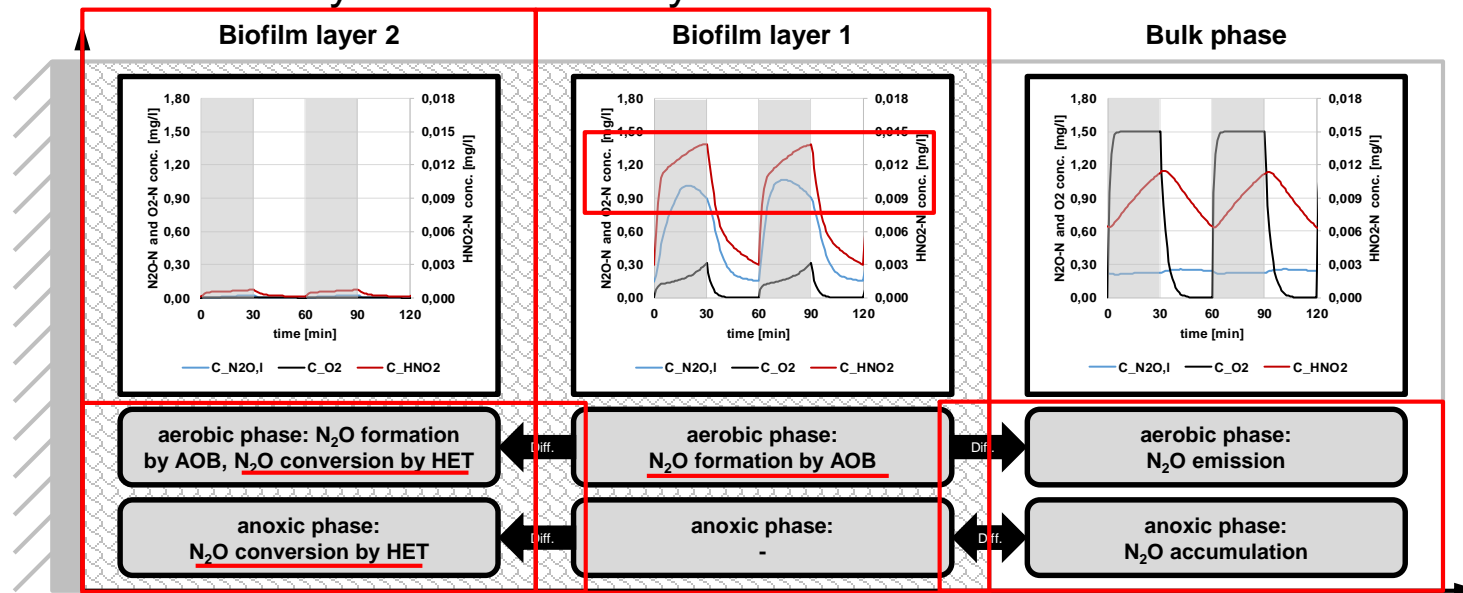 Biofilm layer 2
Biofilm layer 1
Bulk phase
N2O-N and O2-N conc. [mg/l]
1,80
1,50
1,20
0,90
0,60
0,30
0,00
0,018
0,015
0,012
0,009
0,006
0,003
0,000
HNO2-N conc. [mg/l]
0 30 60 90 120
time [min]
C_N2O,l C_O2 C_HNO2
N2O-N and O2-N conc. [mg/l]
1,80
1,50
1,20
0,90
0,60
0,30
0,00
0,018
0,015
0,012
0,009
0,006
0,003
0,000
HNO2-N conc. [mg/l]
0 30 60 90 120
time [min]
C_N2O,l C_O2 C_HNO2
N2O-N and O2 conc. [mg/l]
1,80
1,50
1,20
0,90
0,60
0,30
0,00
0,018
0,015
0,012
0,009
0,006
0,003
0,000
HNO2-N conc. [mg/l]
0 30 60 90 120
time [min]
C_N2O,l C_O2 C_HNO2
aerobic phase: N₂O formation
by AOB, N₂O conversion by HET
Diff.
aerobic phase:
N₂O formation by AOB
Diff.
aerobic phase:
N₂O emission
anoxic phase:
N₂O conversion by HET
Diff.
anoxic phase:
-
Diff.
anoxic phase:
N₂O accumulation